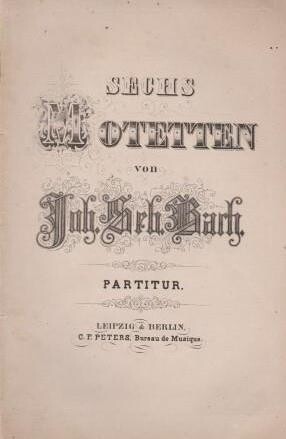 SECHS
MOTETTEN
von
Joh. Seb. Bach.
PARTITUR.
LEIPZIG & BERLIN,
C. F. PETERS, Bureau de Musique.